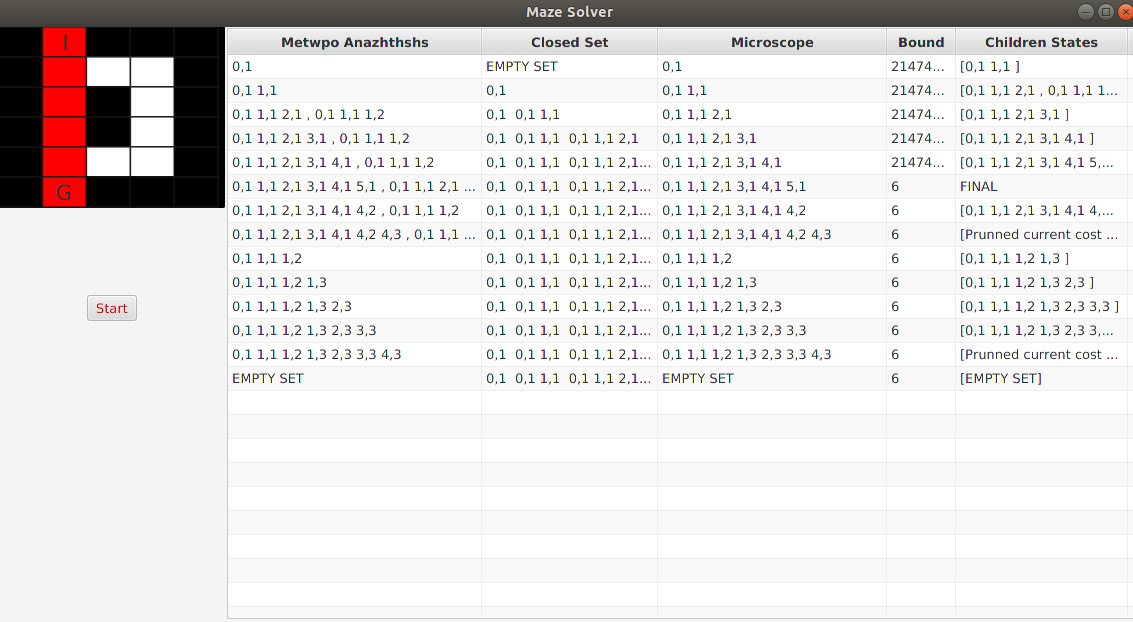 Maze Solver
I
G
Start
Metwpo Anazhthshs Closed Set Microscope Bound Children States
0,1 EMPTY SET 0,1 21474... [0,1 1,1 ]
0,1 1,1 0,1 0,1 1,1 21474... [0,1 1,1 2,1 , 0,1 1,1 1...
0,1 1,1 2,1 , 0,1 1,1 1,2 0,1 0,1 1,1 0,1 1,1 2,1 21474... [0,1 1,1 2,1 3,1 ]
0,1 1,1 2,1 3,1 , 0,1 1,1 1,2 0,1 0,1 1,1 0,1 1,1 2,1 0,1 1,1 2,1 3,1 21474... [0,1 1,1 2,1 3,1 4,1 ]
0,1 1,1 2,1 3,1 4,1 , 0,1 1,1 1,2 0,1 0,1 1,1 0,1 1,1 2,1... 0,1 1,1 2,1 3,1 4,1 21474... [0,1 1,1 2,1 3,1 4,1 5,...
0,1 1,1 2,1 3,1 4,1 5,1 , 0,1 1,1 2,1 ... 0,1 0,1 1,1 0,1 1,1 2,1... 0,1 1,1 2,1 3,1 4,1 5,1 6 FINAL
0,1 1,1 2,1 3,1 4,1 4,2 , 0,1 1,1 1,2 0,1 0,1 1,1 0,1 1,1 2,1... 0,1 1,1 2,1 3,1 4,1 4,2 6 [0,1 1,1 2,1 3,1 4,1 4,...
0,1 1,1 2,1 3,1 4,1 4,2 4,3 , 0,1 1,1 ... 0,1 0,1 1,1 0,1 1,1 2,1... 0,1 1,1 2,1 3,1 4,1 4,2 4,3 6 [Prunned current cost ...
0,1 1,1 1,2 0,1 0,1 1,1 0,1 1,1 2,1... 0,1 1,1 1,2 6 [0,1 1,1 1,2 1,3 ]
0,1 1,1 1,2 1,3 0,1 0,1 1,1 0,1 1,1 2,1... 0,1 1,1 1,2 1,3 6 [0,1 1,1 1,2 1,3 2,3 ]
0,1 1,1 1,2 1,3 2,3 0,1 0,1 1,1 0,1 1,1 2,1... 0,1 1,1 1,2 1,3 2,3 6 [0,1 1,1 1,2 1,3 2,3 3,3 ]
0,1 1,1 1,2 1,3 2,3 3,3 0,1 0,1 1,1 0,1 1,1 2,1... 0,1 1,1 1,2 1,3 2,3 3,3 6 [0,1 1,1 1,2 1,3 2,3 3,...
0,1 1,1 1,2 1,3 2,3 3,3 4,3 0,1 0,1 1,1 0,1 1,1 2,1... 0,1 1,1 1,2 1,3 2,3 3,3 4,3 6 [Prunned current cost ...
EMPTY SET 0,1 0,1 1,1 0,1 1,1 2,1... EMPTY SET 6 [EMPTY SET]